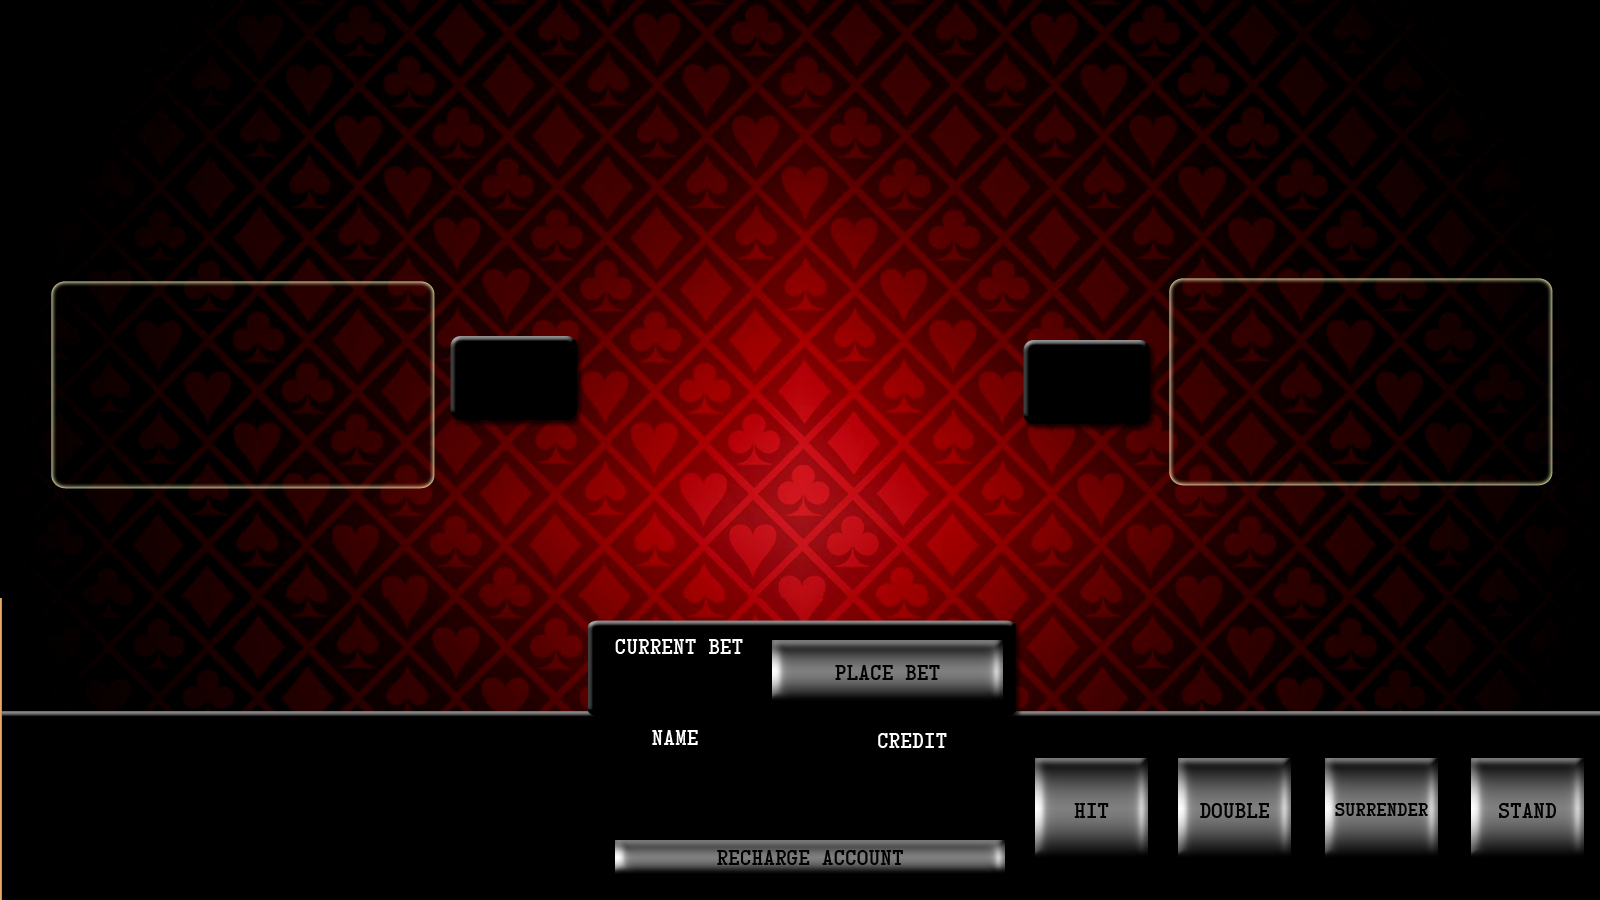 CURRENT BET
PLACE BET
NAME
CREDIT
HIT
DOUBLE
SURRENDER
STAND
RECHARGE ACCOUNT